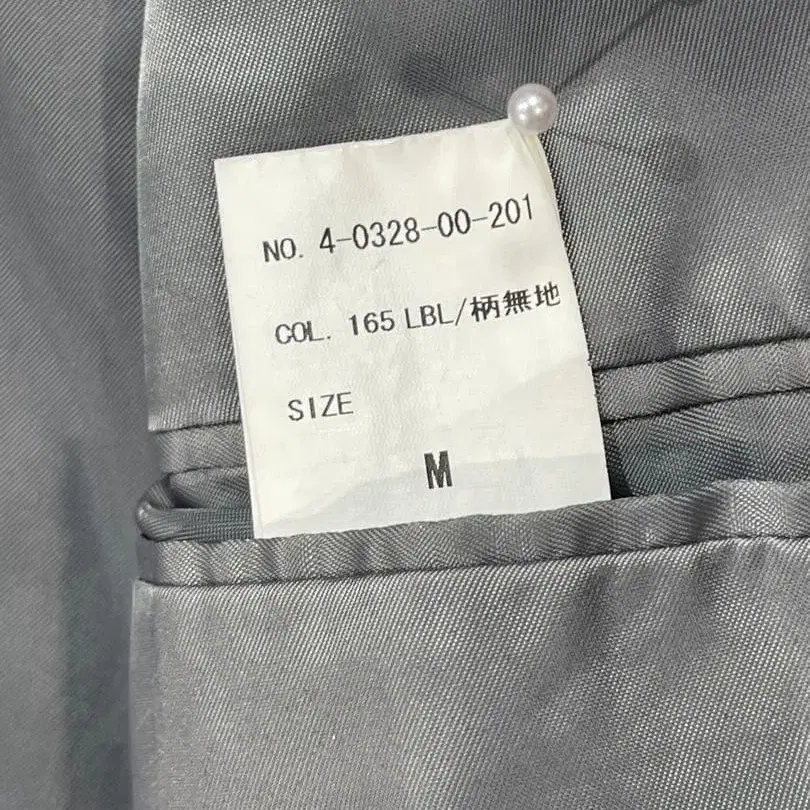 NO. 4-0328-00-201
COL. 165 LBL/柄無地
SIZE
M